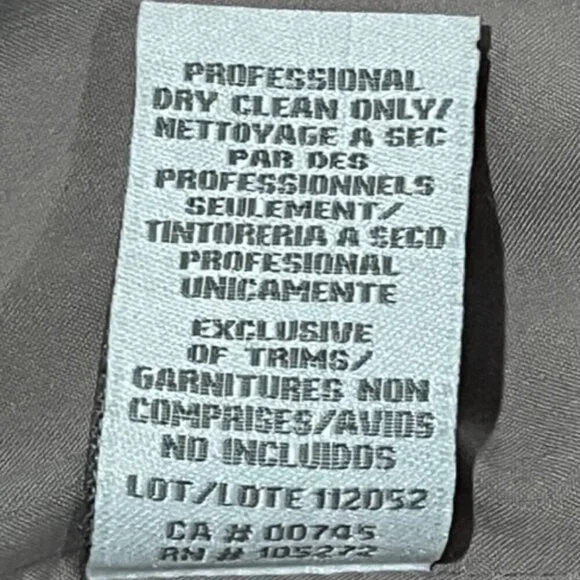 PROFESSIONAL
DRY CLEAN ONLY/
NETTOYAGE A SEC
PAR DES
PROFESSIONNELS
SEULEMENT/
TINTORERIA A SECO
PROFESIONAL
UNICAMENTE
EXCLUSIVE
OF TRIMS/
GARNITURES NON
COMPRISES/AVIOS
NO INCLUIDOS
LOT/LOTE 112052
CA # 00745
RN # 105272